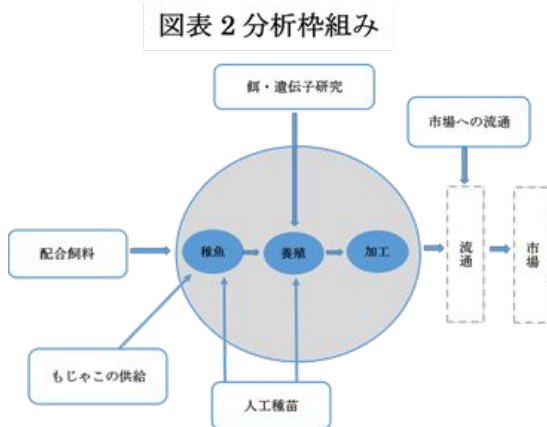 図表 2 分析枠組み
餌・遺伝子研究
市場への流通
配合飼料
稚魚
養殖
加工
流通
市場
もじゃこの供給
人工種苗